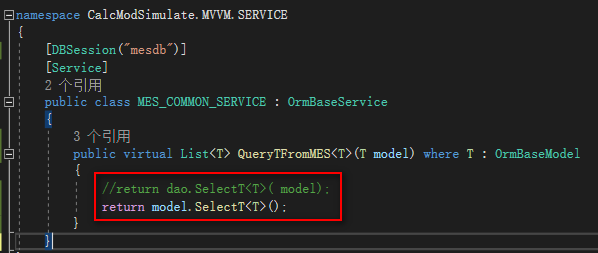 namespace CalcModSimulate.MVVM.SERVICE
{
[DBSession("mesdb")]
[Service]
2 个引用
public class MES_COMMON_SERVICE : OrmBaseService
{
3 个引用
public virtual List<T> QueryTFromMES<T>(T model) where T : OrmBaseModel
{
//return dao.SelectT<T>( model);
return model.SelectT<T>();
}
}